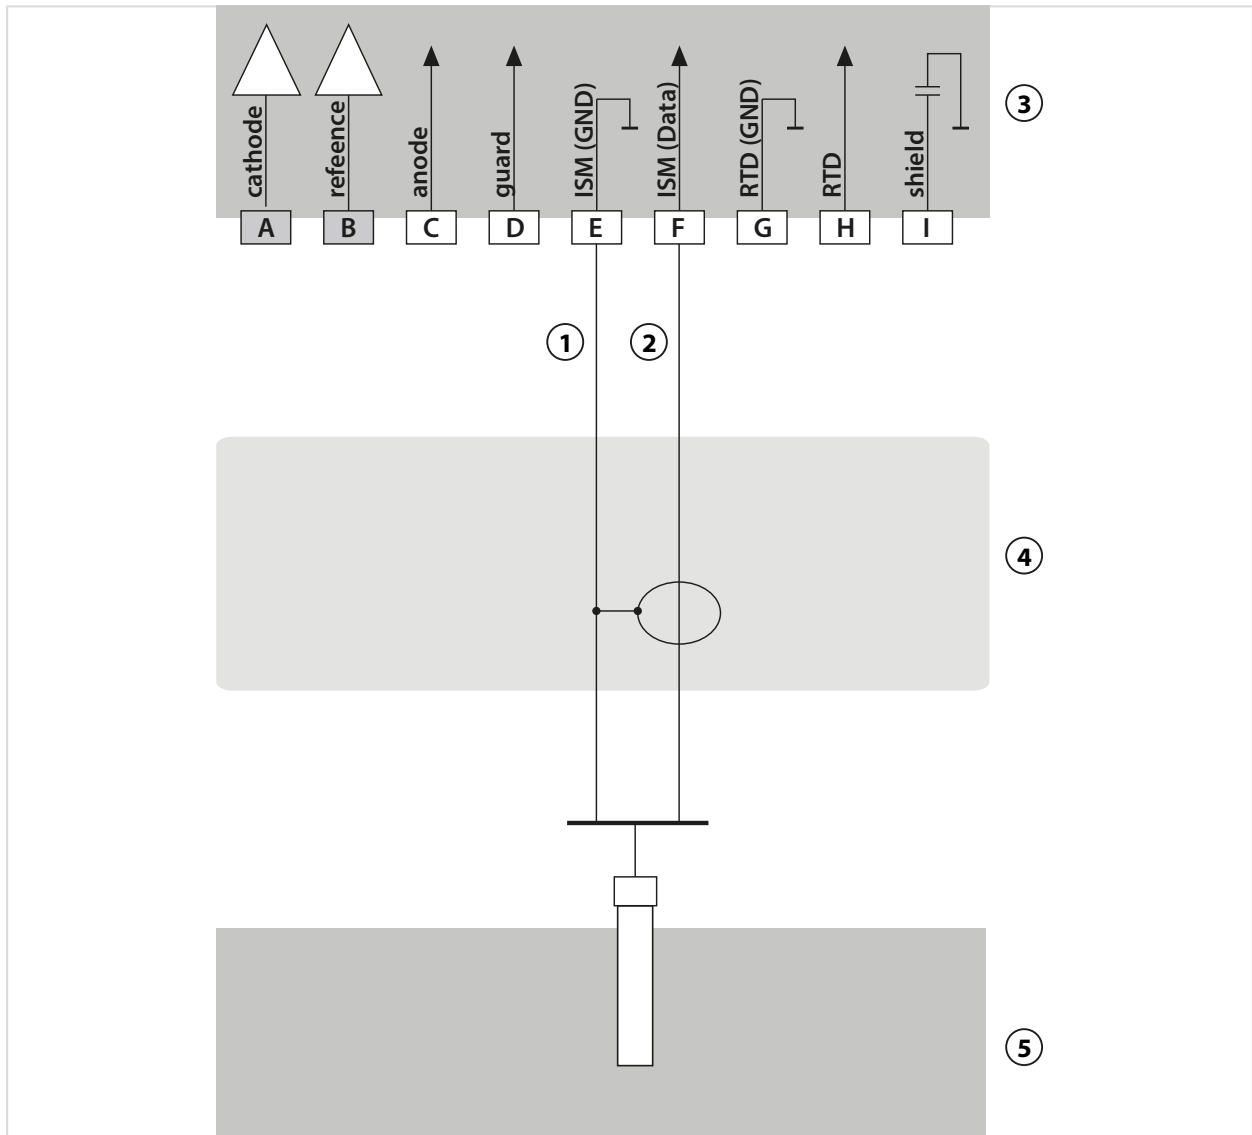 cathode
refeence
anode
guard
ISM (GND)
ISM (Data)
RTD (GND)
RTD
shield
3
A B C D E F G H I
1 2
4
5